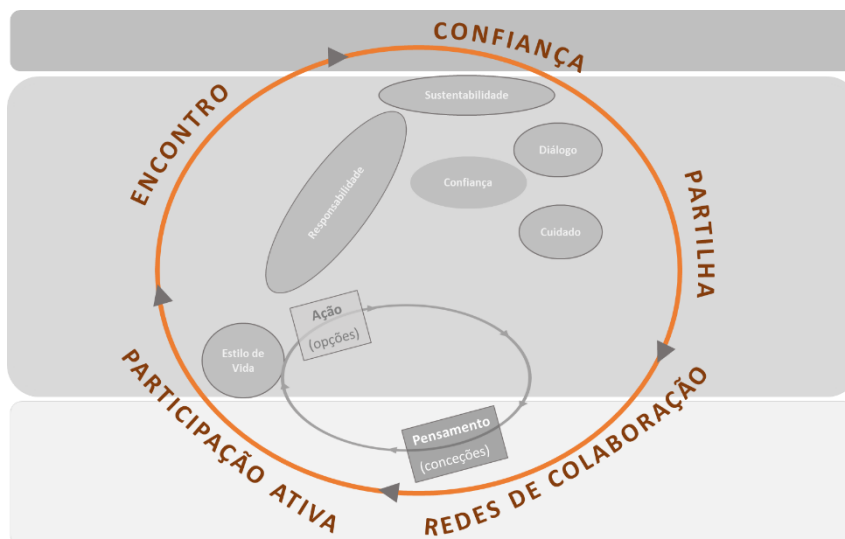 CONFIANÇA
ENCONTRO
Sustentabilidade
Diálogo
Responsabilidade
Confiança
PARTILHA
Cuidado
Ação
(opções)
Estilo de
Vida
Pensamento
(conceções)
PARTICIPAÇÃO ATIVA
REDES DE COLABORAÇÃO